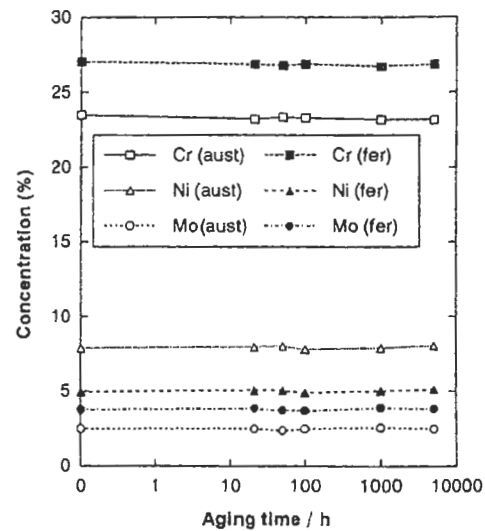 30
25
20
15
10
5
0
Concentration (%)
Cr (aust) Cr (fer)
Ni (aust) Ni (fer)
Mo (aust) Mo (fer)
0 1 10 100 1000 10000
Aging time / h